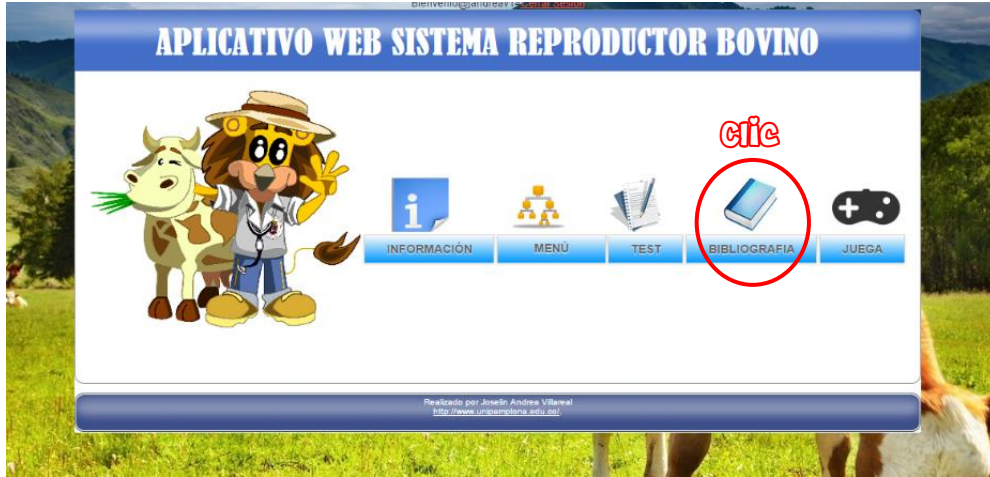 APLICATIVO WEB SISTEMA REPRODUCTOR BOVINO
clic
INFORMACIÓN MENÚ TEST BIBLIOGRAFIA JUEGA
Realizado por Joselin Andrea Villareal
http://www.unipamplona.edu.co/.